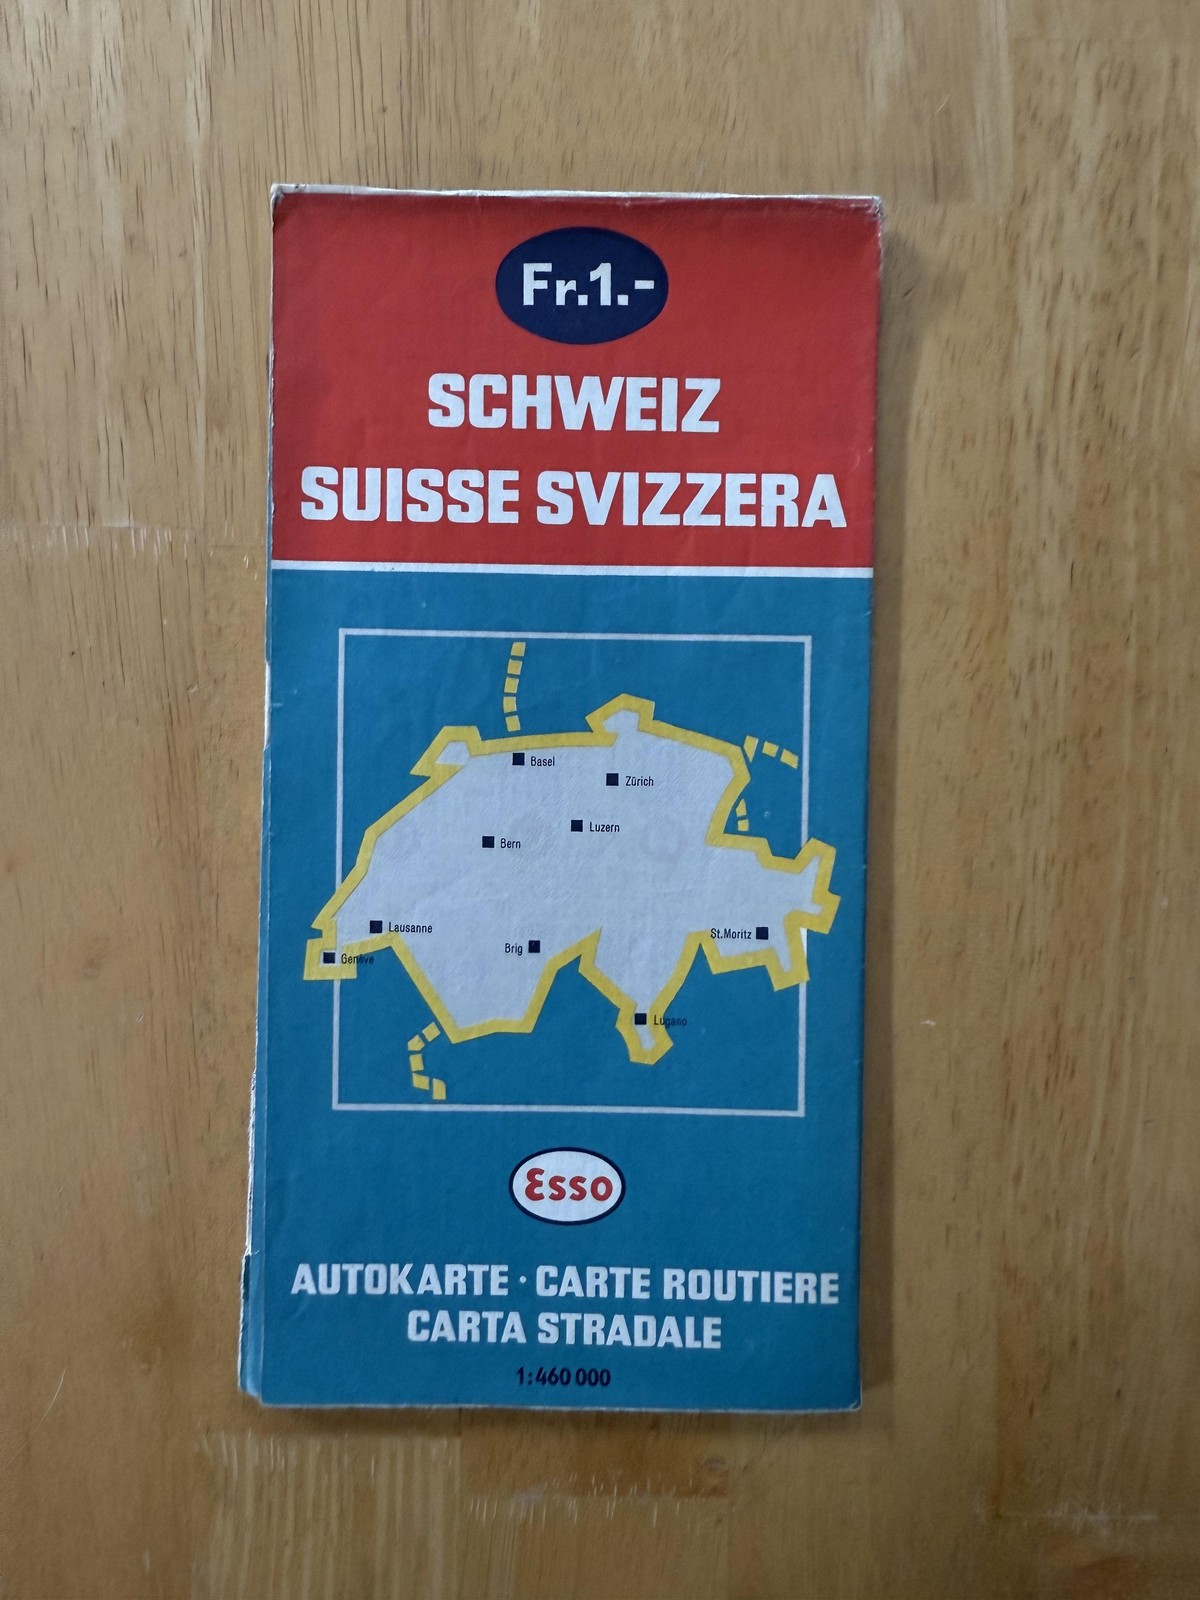 Fr.1.-
SCHWEIZ
SUISSE SVIZZERA
Basel
Zürich
Luzern
Bern
Lausanne
Genève
Brig
St.Moritz
Lugano
Esso
AUTOKARTE · CARTE ROUTIERE
CARTA STRADALE
1:460 000